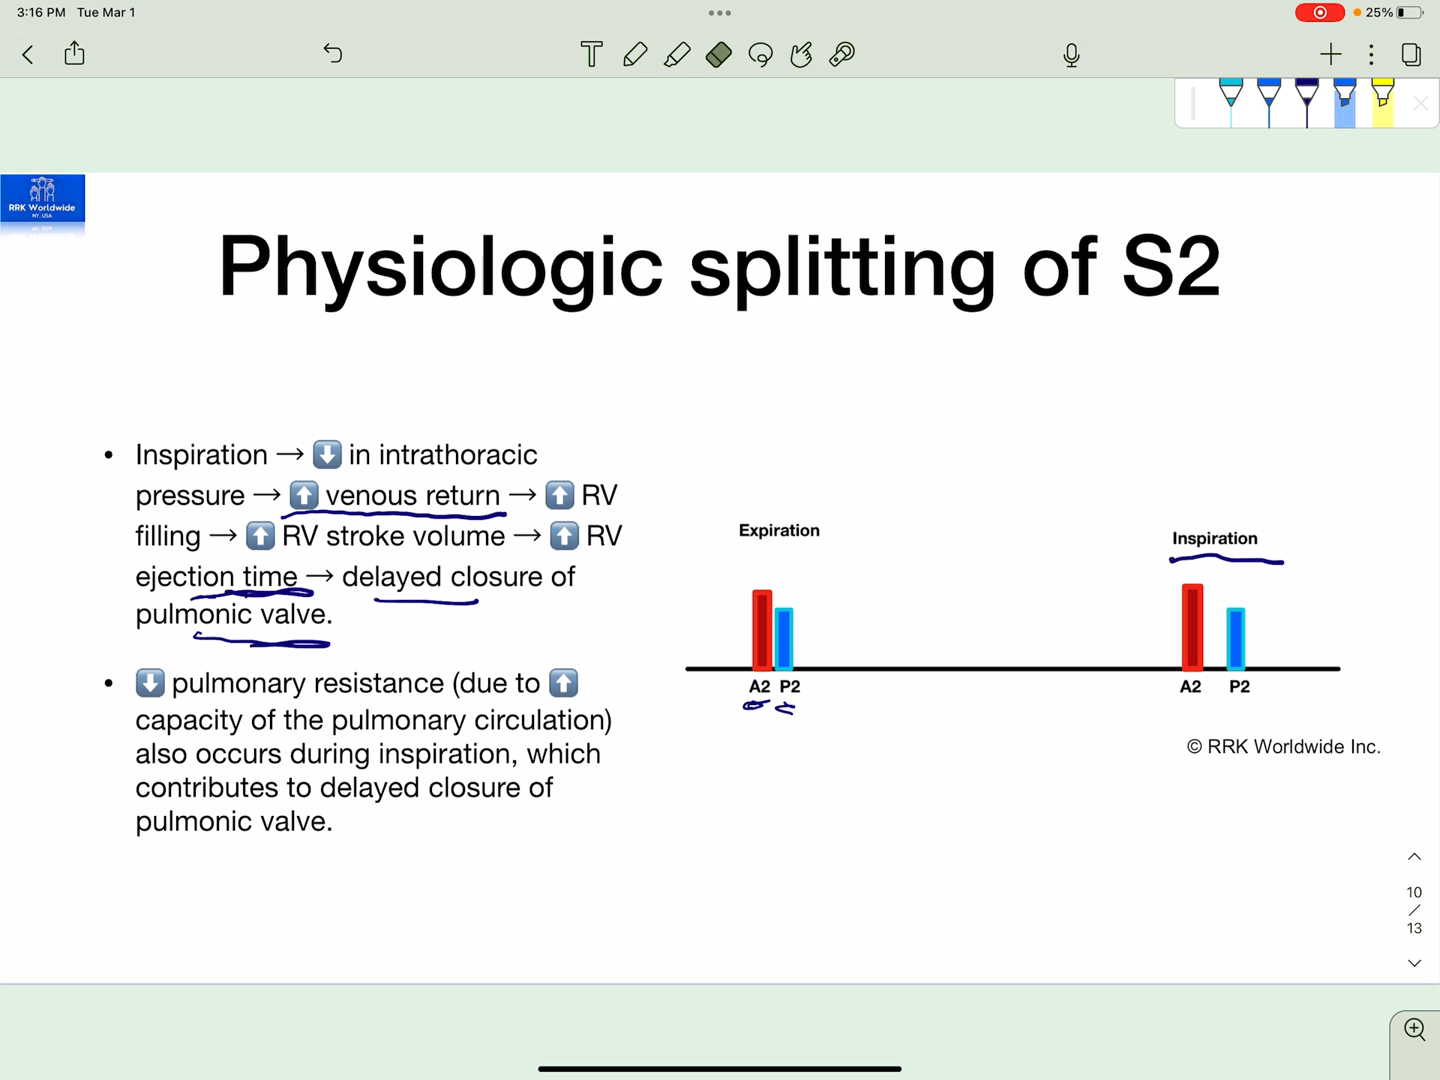 3:16 PM Tue Mar 1
25%
RRK Worldwide
NY, USA
Physiologic splitting of S2
• Inspiration → ⬇️ in intrathoracic
pressure → ⬆️ venous return → ⬆️ RV
filling → ⬆️ RV stroke volume → ⬆️ RV
ejection time → delayed closure of
pulmonic valve.
• ⬇️ pulmonary resistance (due to ⬆️
capacity of the pulmonary circulation)
also occurs during inspiration, which
contributes to delayed closure of
pulmonic valve.
Expiration
A2 P2
Inspiration
A2 P2
© RRK Worldwide Inc.
10
/
13